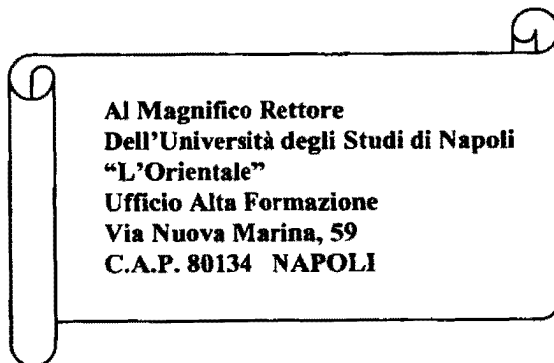 Al Magnifico Rettore
Dell'Università degli Studi di Napoli
“L'Orientale”
Ufficio Alta Formazione
Via Nuova Marina, 59
C.A.P. 80134 NAPOLI